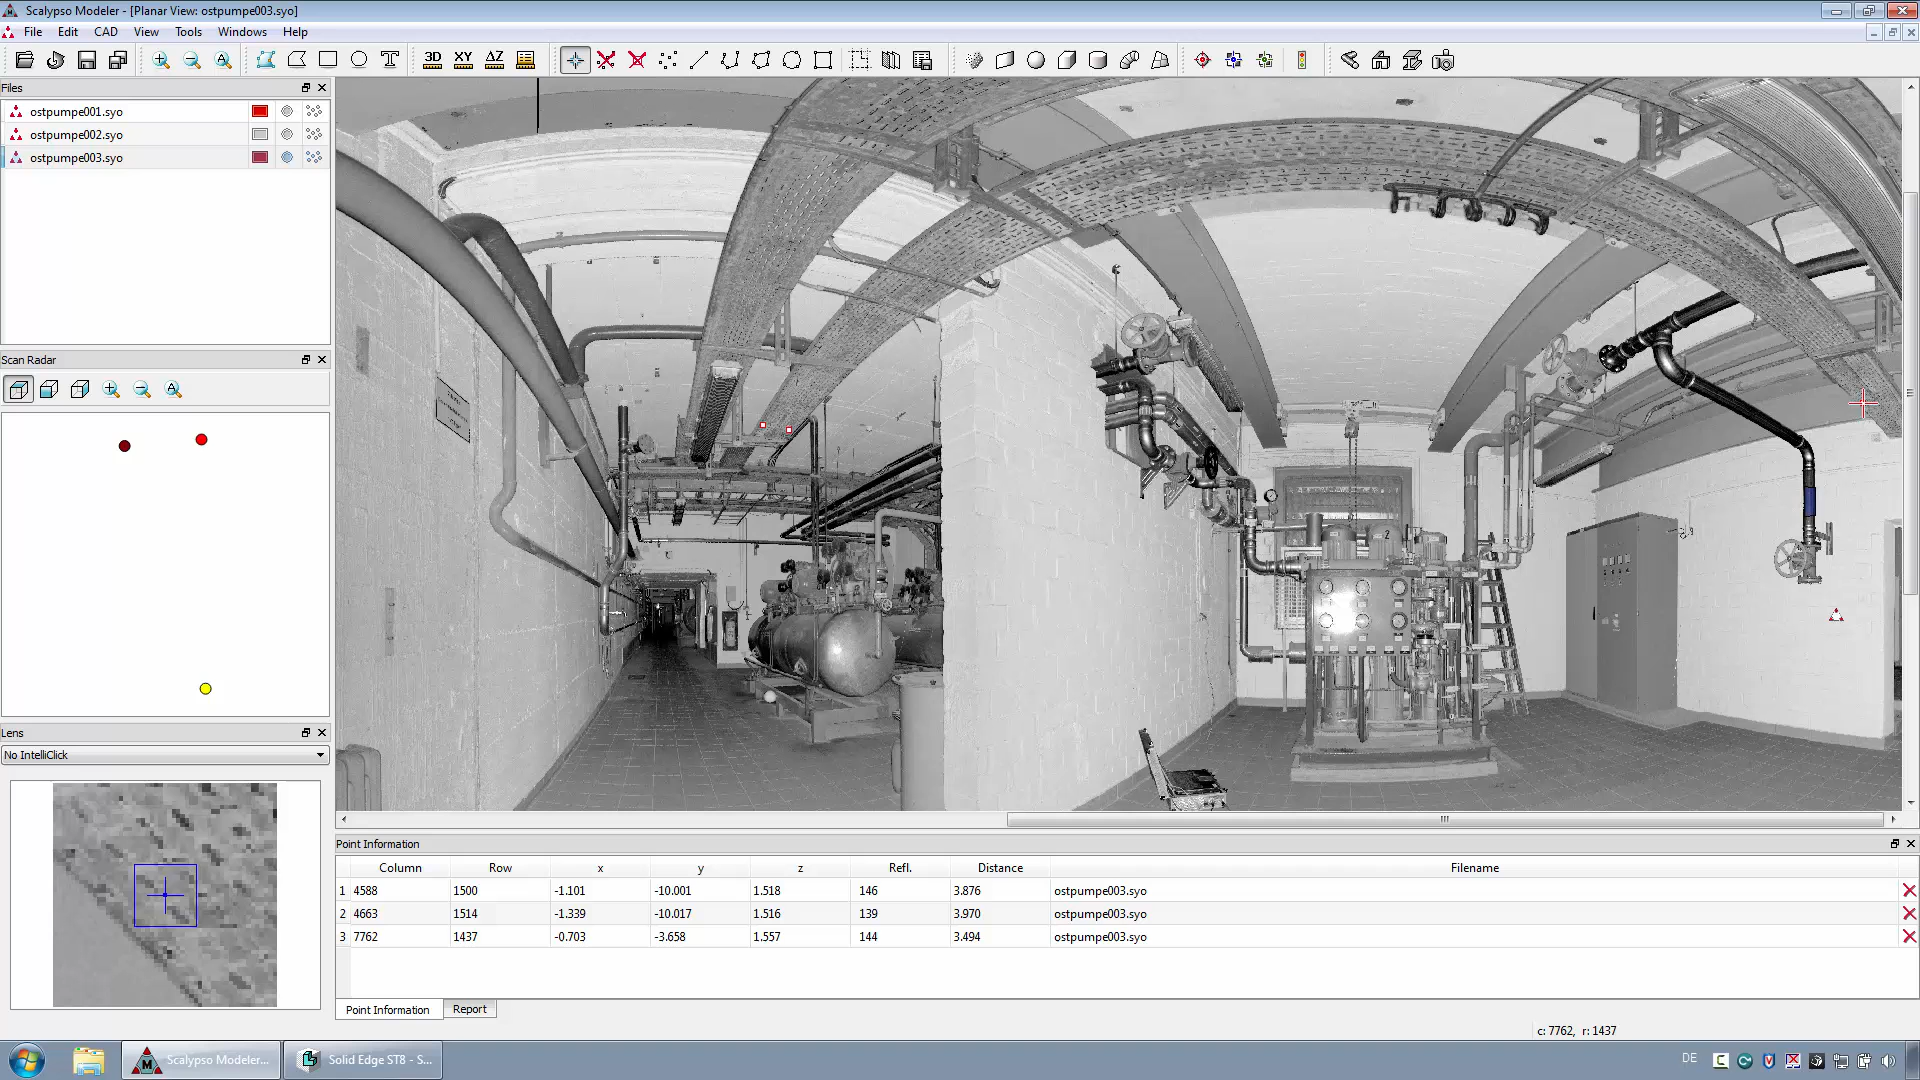 Scalypso Modeler - [Planar View: ostpumpe003.syo]
File Edit CAD View Tools Windows Help
3D XY ΔZ
Files
ostpumpe001.syo
ostpumpe002.syo
ostpumpe003.syo
Scan Radar
Lens
No IntelliClick
2
Point Information
Column Row x y z Refl. Distance Filename
1 4588 1500 -1.101 -10.001 1.518 146 3.876 ostpumpe003.syo
2 4663 1514 -1.339 -10.017 1.516 139 3.970 ostpumpe003.syo
3 7762 1437 -0.703 -3.658 1.557 144 3.494 ostpumpe003.syo
Point Information Report
c: 7762, r: 1437
Scalypso Modeler... Solid Edge ST8 - S... DE